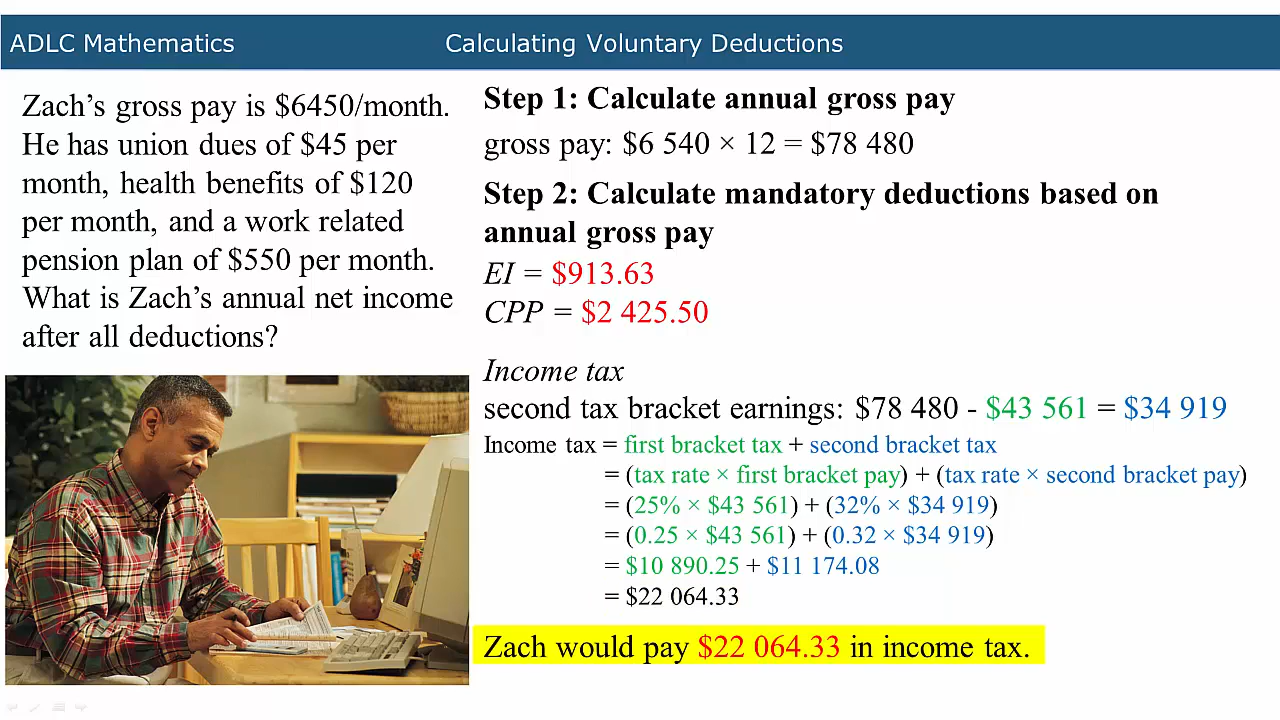 ADLC Mathematics
Calculating Voluntary Deductions
Zach’s gross pay is $6450/month.
He has union dues of $45 per
month, health benefits of $120
per month, and a work related
pension plan of $550 per month.
What is Zach’s annual net income
after all deductions?
Step 1: Calculate annual gross pay
gross pay: $6 540 × 12 = $78 480
Step 2: Calculate mandatory deductions based on
annual gross pay
EI = $913.63
CPP = $2 425.50
Income tax
second tax bracket earnings: $78 480 - $43 561 = $34 919
Income tax = first bracket tax + second bracket tax
= (tax rate × first bracket pay) + (tax rate × second bracket pay)
= (25% × $43 561) + (32% × $34 919)
= (0.25 × $43 561) + (0.32 × $34 919)
= $10 890.25 + $11 174.08
= $22 064.33
Zach would pay $22 064.33 in income tax.